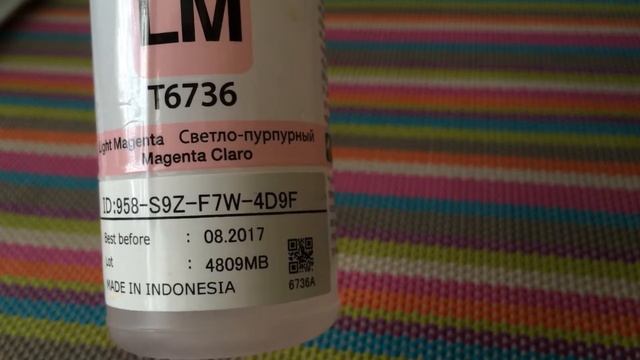 LM
T6736
Light Magenta Светло-пурпурный
Magenta Claro
ID:958-S9Z-F7W-4D9F
Best before : 08.2017
Lot : 4809MB
MADE IN INDONESIA
6736A